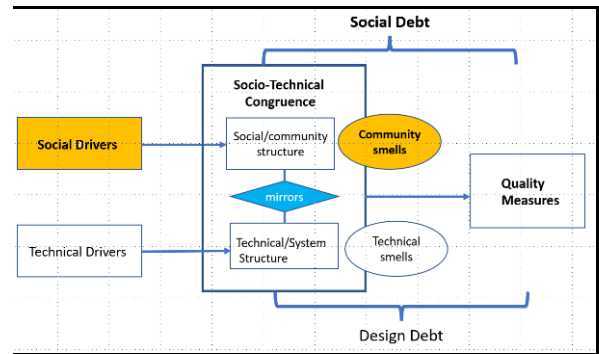 Social Debt
Socio-Technical
Congruence
Social Drivers
Social/community
structure
Community
smells
mirrors
Quality
Measures
Technical Drivers
Technical/System
Structure
Technical
smells
Design Debt